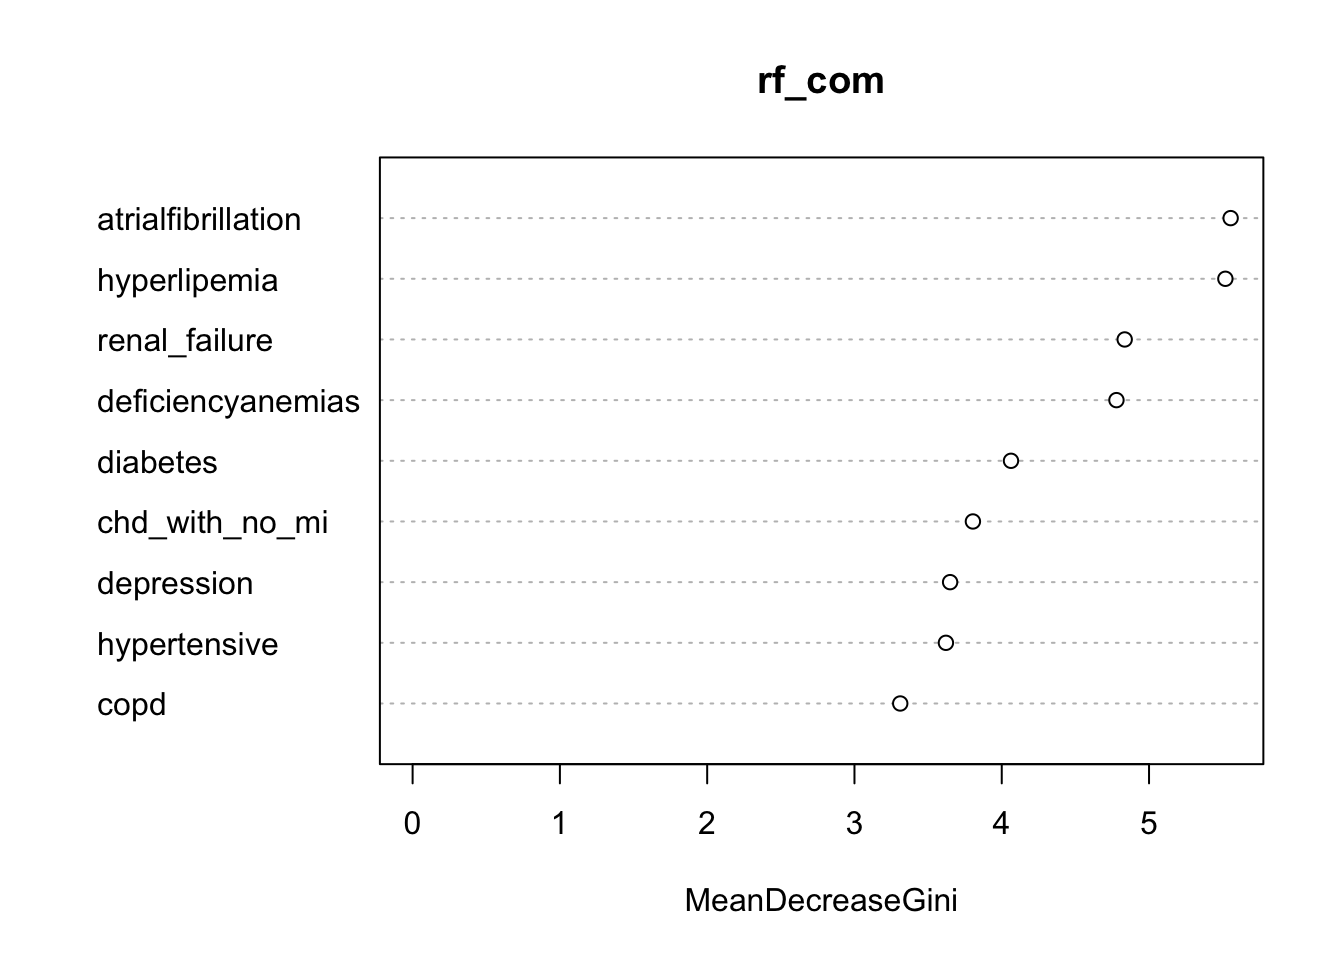 rf_com
atrialfibrillation
hyperlipemia
renal_failure
deficiencyanemias
diabetes
chd_with_no_mi
depression
hypertensive
copd
0 1 2 3 4 5
MeanDecreaseGini